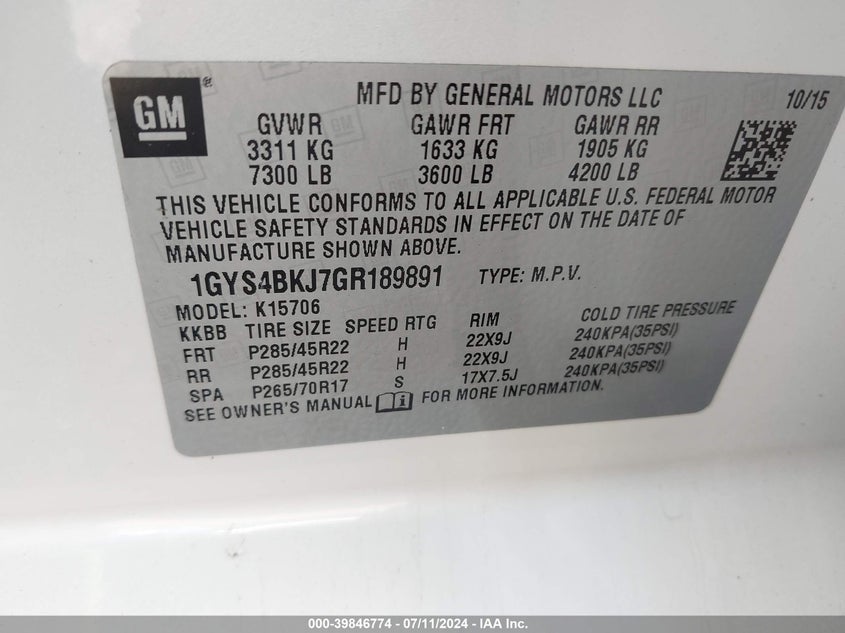 GM ®
MFD BY GENERAL MOTORS LLC 10/15
GVWR GAWR FRT GAWR RR
3311 KG 1633 KG 1905 KG
7300 LB 3600 LB 4200 LB
THIS VEHICLE CONFORMS TO ALL APPLICABLE U.S. FEDERAL MOTOR
VEHICLE SAFETY STANDARDS IN EFFECT ON THE DATE OF
MANUFACTURE SHOWN ABOVE.
1GYS4BKJ7GR189891 TYPE: M.P.V.
MODEL: K15706
KKBB TIRE SIZE SPEED RTG RIM COLD TIRE PRESSURE
FRT P285/45R22 H 22X9J 240KPA(35PSI)
RR P285/45R22 H 22X9J 240KPA(35PSI)
SPA P265/70R17 S 17X7.5J 240KPA(35PSI)
SEE OWNER'S MANUAL i FOR MORE INFORMATION.
000-39846774 - 07/11/2024 - IAA Inc.